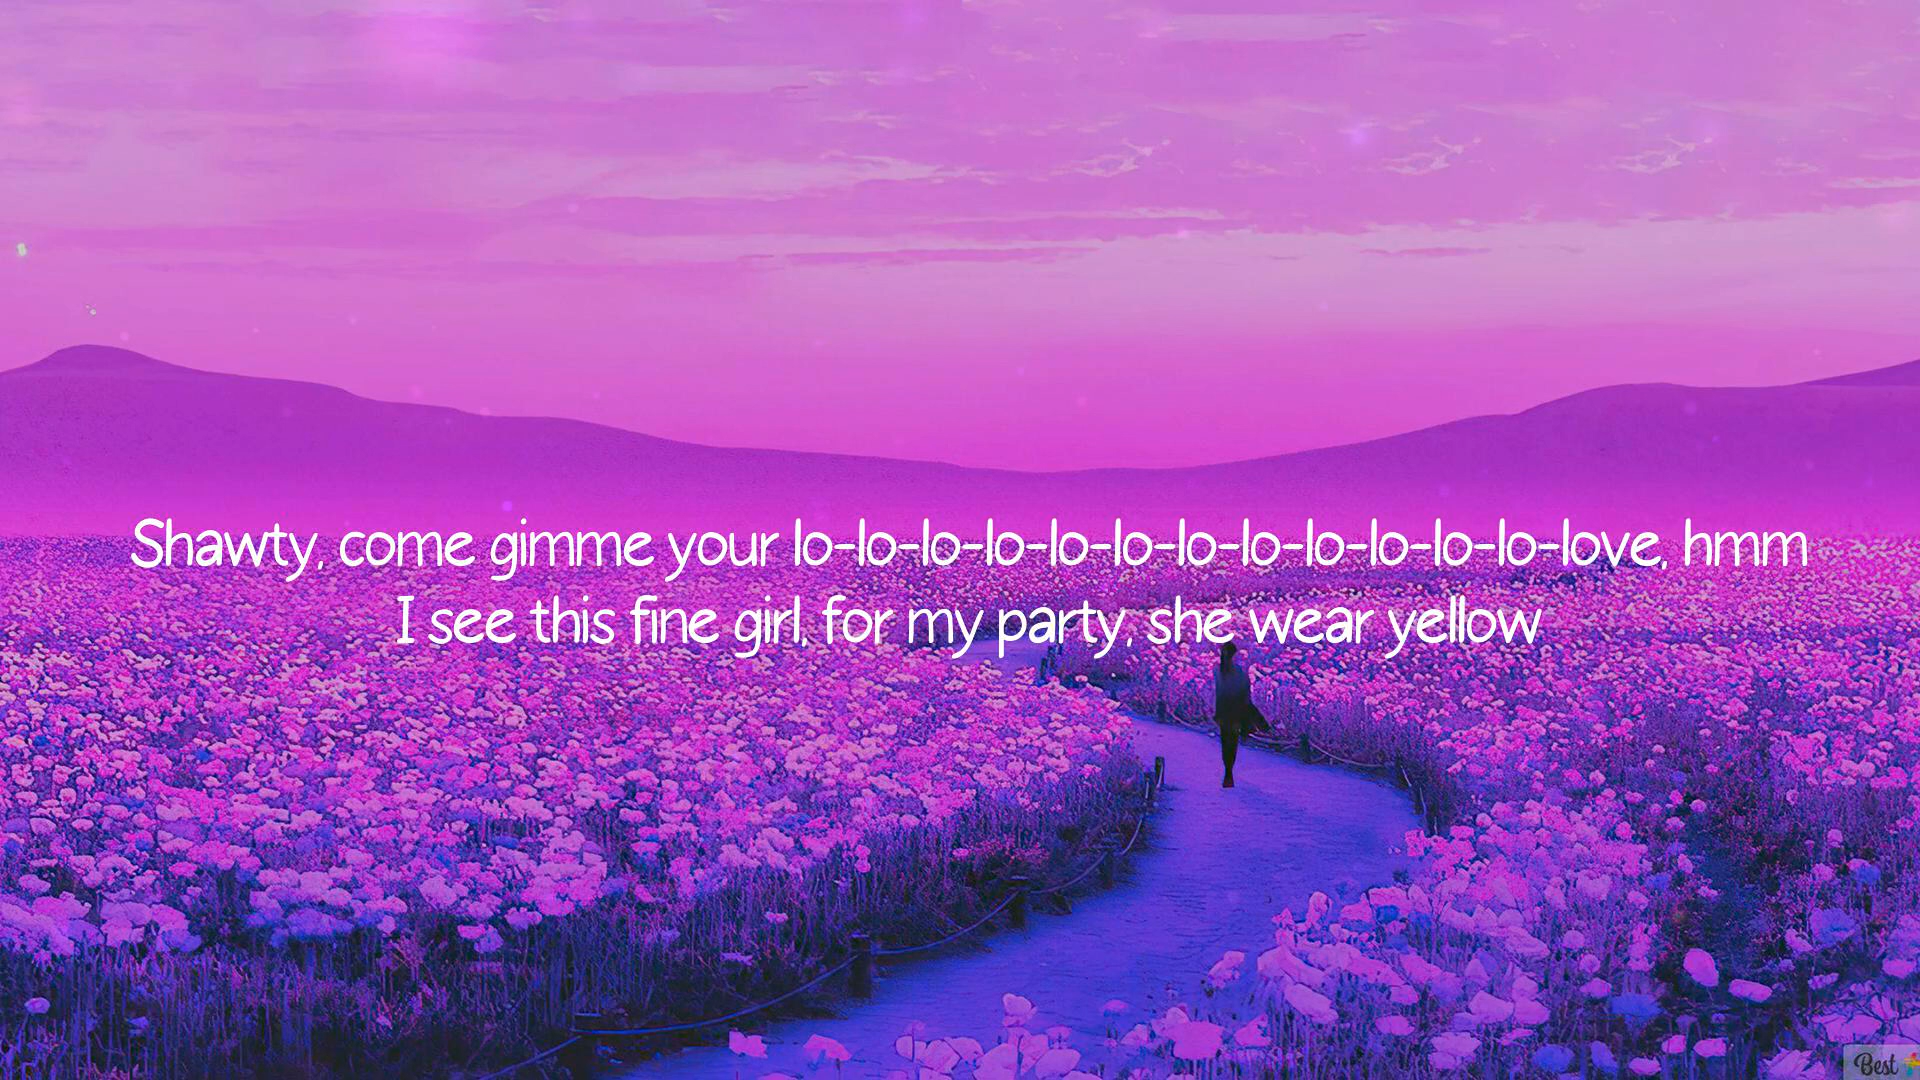 Shawty, come gimme your lo-lo-lo-lo-lo-lo-lo-lo-lo-lo-lo-lo-love, hmm
I see this fine girl, for my party, she wear yellow
Best